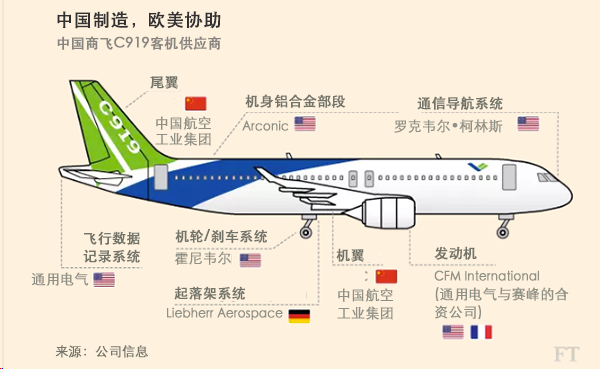 中国制造，欧美协助
中国商飞C919客机供应商
尾翼
中国航空
工业集团
机身铝合金部段
Arconic
通信导航系统
罗克韦尔•柯林斯
C919
飞行数据
记录系统
通用电气
机轮/刹车系统
霍尼韦尔
起落架系统
Liebherr Aerospace
机翼
:
中国航空
工业集团
发动机
CFM International
(通用电气与赛峰的合
资公司)
来源：公司信息
FT